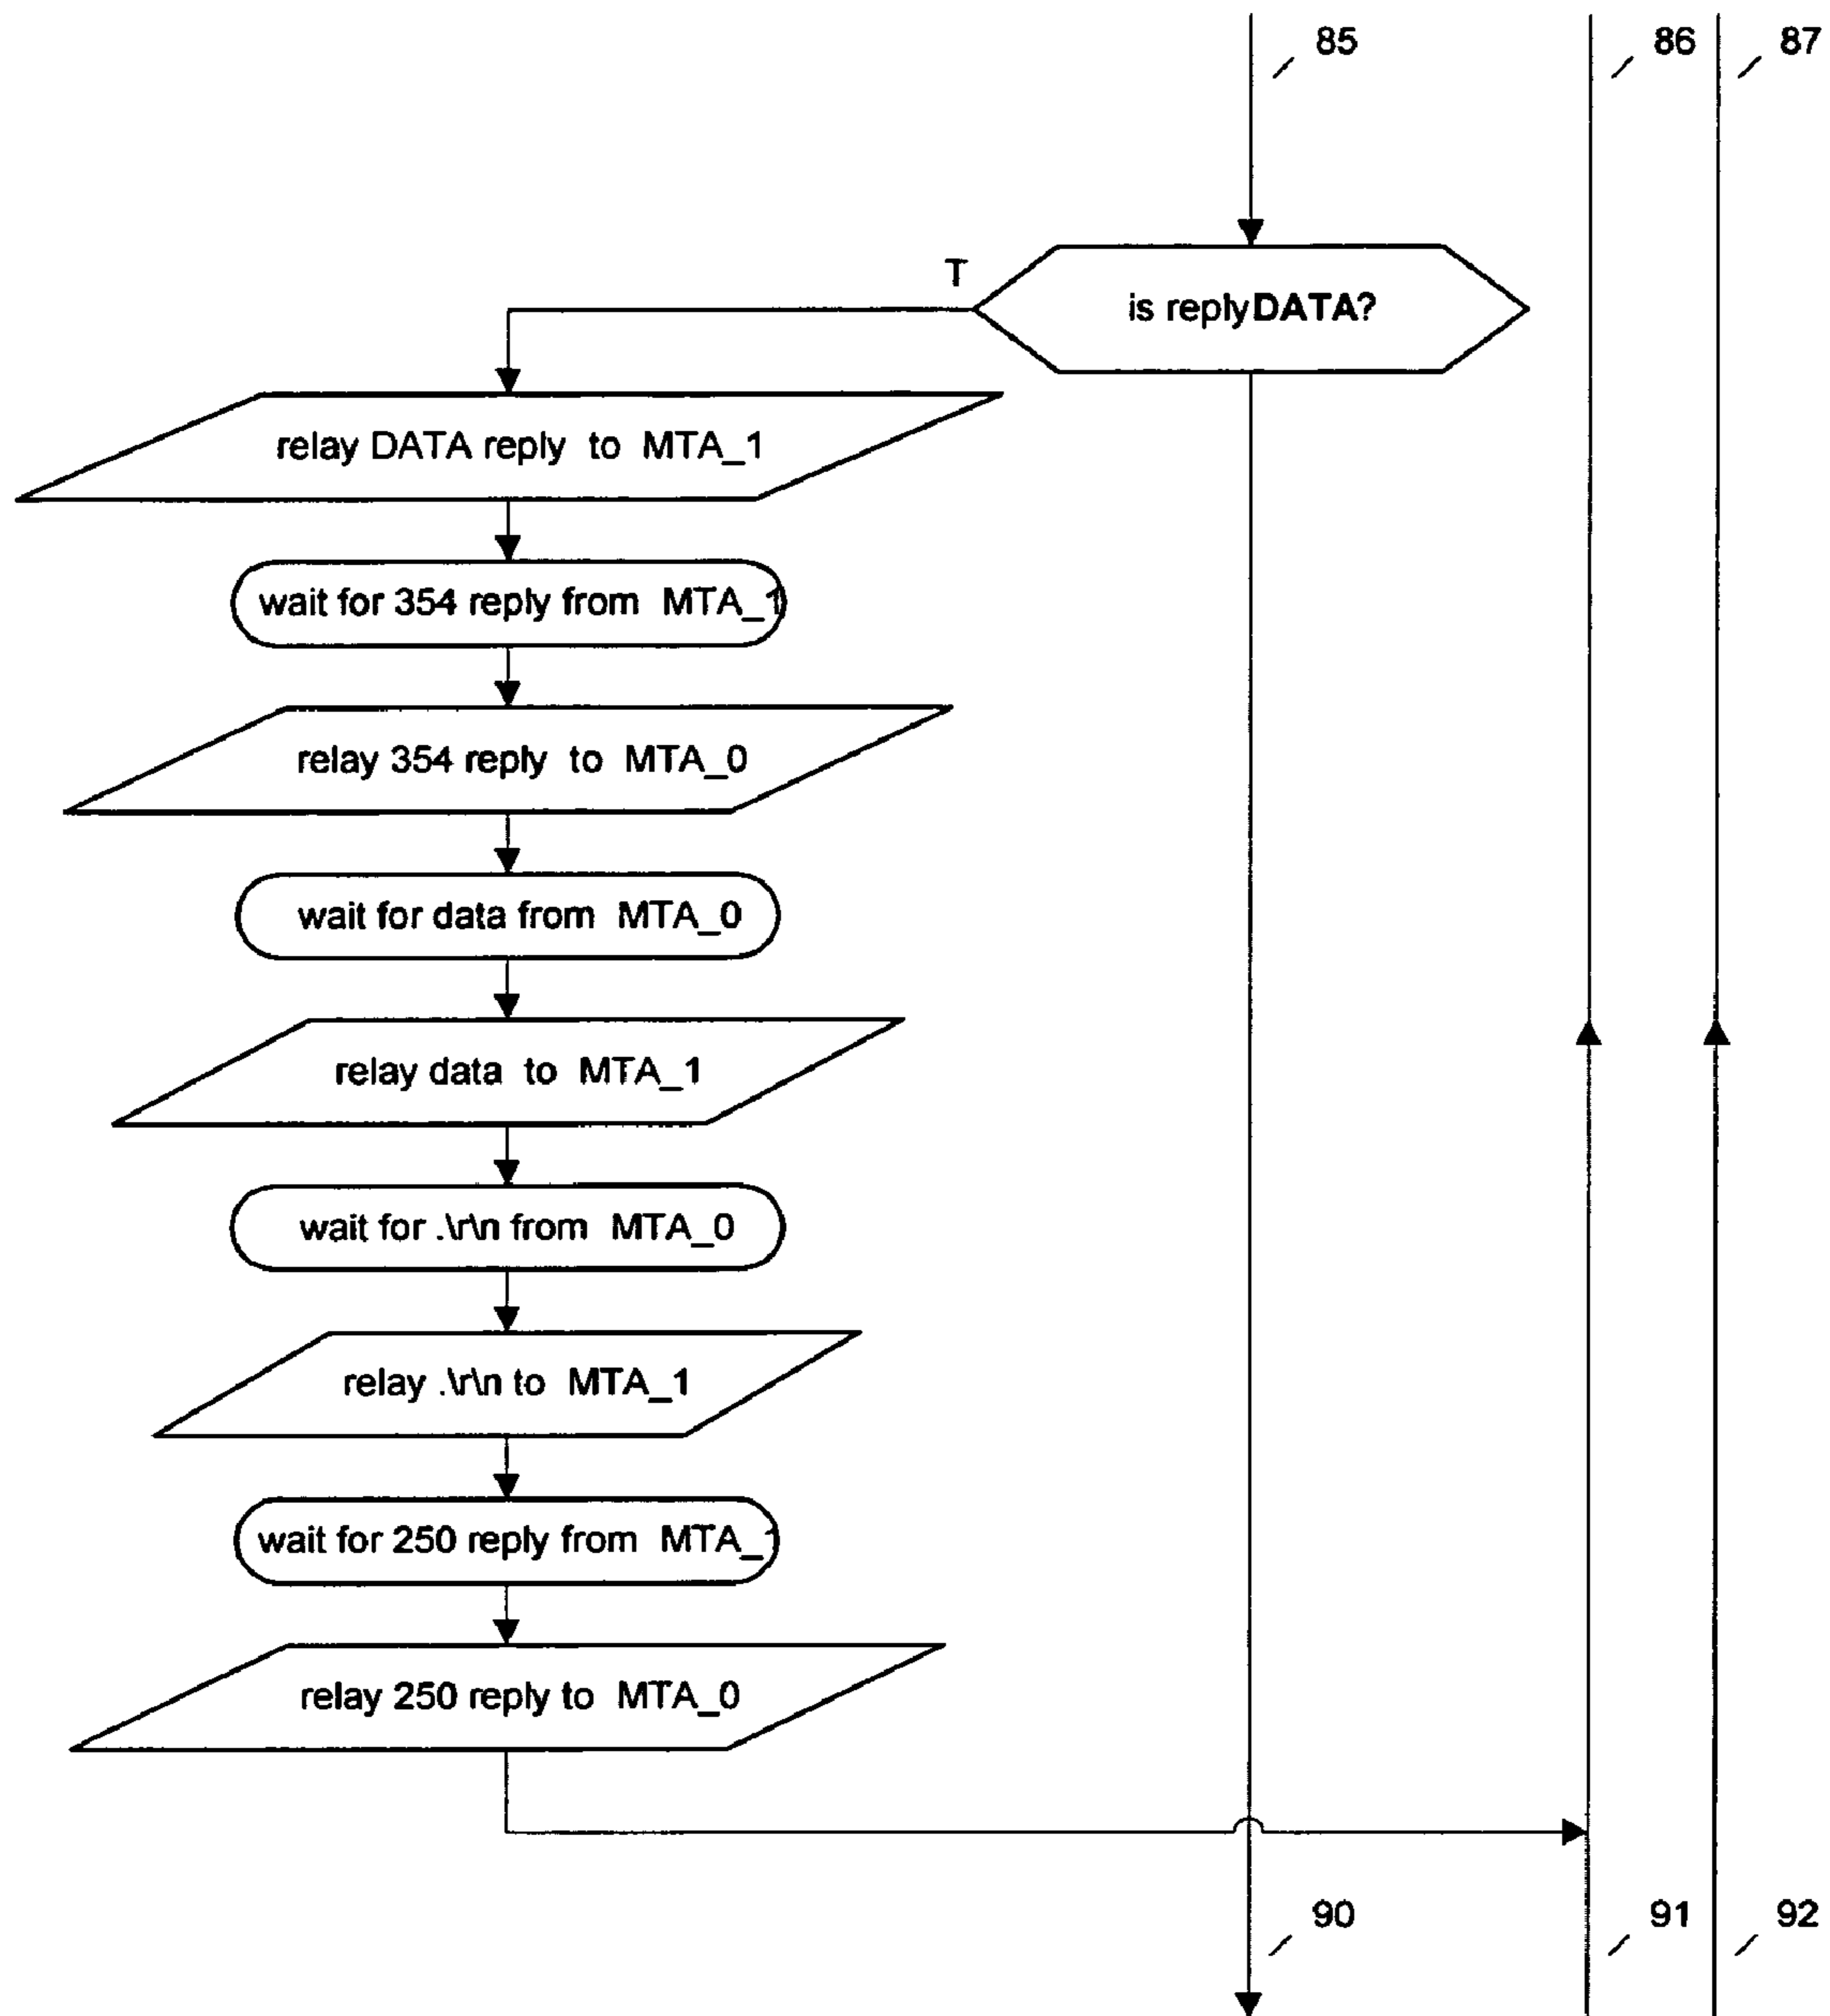 85
86
87
T
is reply DATA?
relay DATA reply to MTA_1
wait for 354 reply from MTA_1
relay 354 reply to MTA_0
wait for data from MTA_0
relay data to MTA_1
wait for .\r\n from MTA_0
relay .\r\n to MTA_1
wait for 250 reply from MTA_1
relay 250 reply to MTA_0
90
91
92